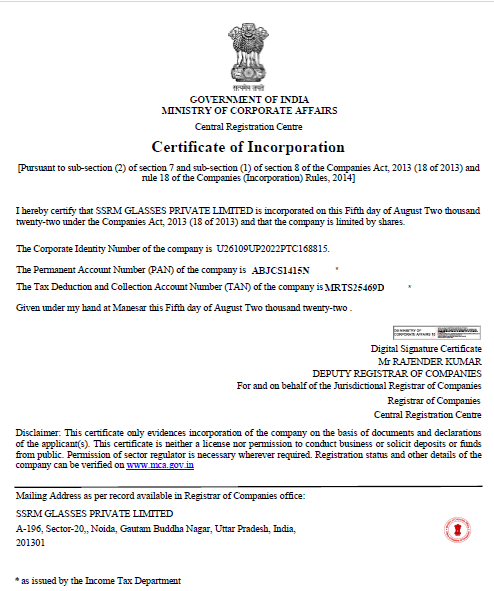 सत्यमेव जयते
GOVERNMENT OF INDIA
MINISTRY OF CORPORATE AFFAIRS
Central Registration Centre
Certificate of Incorporation
[Pursuant to sub-section (2) of section 7 and sub-section (1) of section 8 of the Companies Act, 2013 (18 of 2013) and
rule 18 of the Companies (Incorporation) Rules, 2014]
I hereby certify that SSRM GLASSES PRIVATE LIMITED is incorporated on this Fifth day of August Two thousand
twenty-two under the Companies Act, 2013 (18 of 2013) and that the company is limited by shares.
The Corporate Identity Number of the company is U26109UP2022PTC168815.
The Permanent Account Number (PAN) of the company is ABJCS1415N *
The Tax Deduction and Collection Account Number (TAN) of the company is MRTS25469D *
Given under my hand at Manesar this Fifth day of August Two thousand twenty-two .
DS MINISTRY OF
CORPORATE AFFAIRS 10
Digital Signature Certificate
Mr RAJENDER KUMAR
DEPUTY REGISTRAR OF COMPANIES
For and on behalf of the Jurisdictional Registrar of Companies
Registrar of Companies
Central Registration Centre
Disclaimer: This certificate only evidences incorporation of the company on the basis of documents and declarations
of the applicant(s). This certificate is neither a license nor permission to conduct business or solicit deposits or funds
from public. Permission of sector regulator is necessary wherever required. Registration status and other details of the
company can be verified on www.mca.gov.in
Mailing Address as per record available in Registrar of Companies office:
SSRM GLASSES PRIVATE LIMITED
A-196, Sector-20,, Noida, Gautam Buddha Nagar, Uttar Pradesh, India,
201301
* as issued by the Income Tax Department